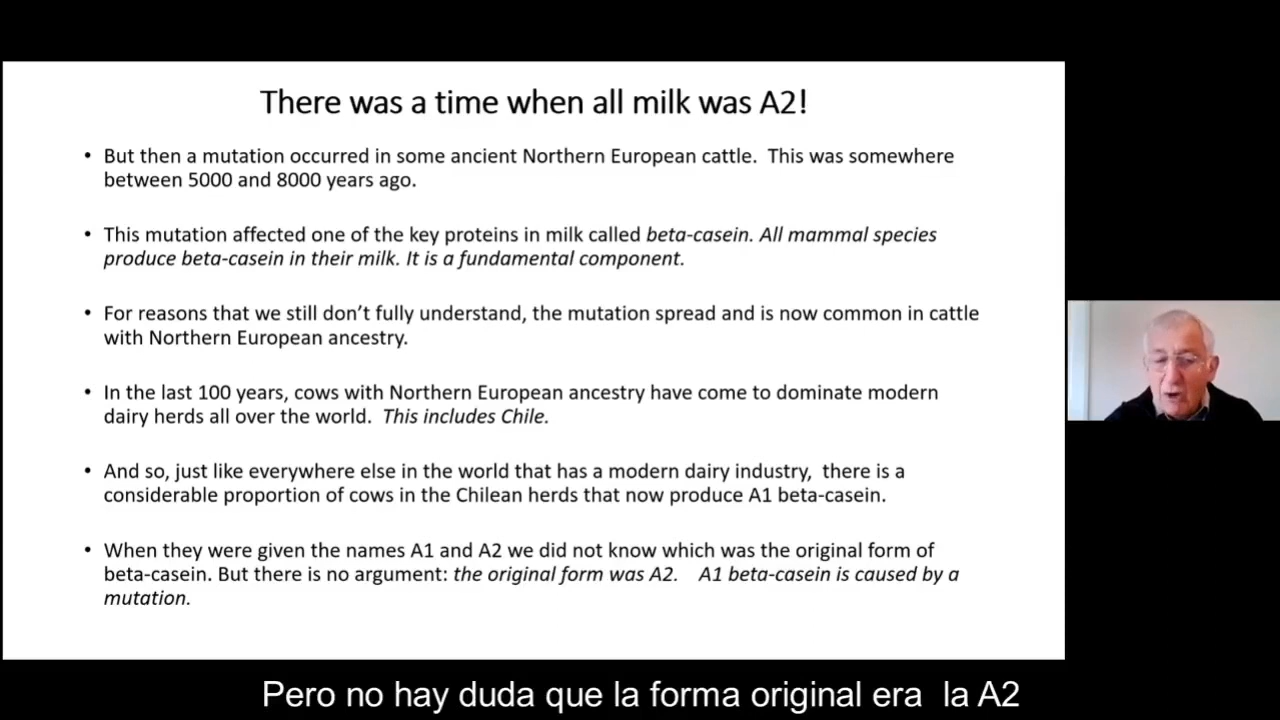 There was a time when all milk was A2!
• But then a mutation occurred in some ancient Northern European cattle.  This was somewhere
between 5000 and 8000 years ago.
• This mutation affected one of the key proteins in milk called beta-casein. All mammal species
produce beta-casein in their milk. It is a fundamental component.
• For reasons that we still don’t fully understand, the mutation spread and is now common in cattle
with Northern European ancestry.
• In the last 100 years, cows with Northern European ancestry have come to dominate modern
dairy herds all over the world.  This includes Chile.
• And so, just like everywhere else in the world that has a modern dairy industry,  there is a
considerable proportion of cows in the Chilean herds that now produce A1 beta-casein.
• When they were given the names A1 and A2 we did not know which was the original form of
beta-casein. But there is no argument: the original form was A2.    A1 beta-casein is caused by a
mutation.
Pero no hay duda que la forma original era  la A2